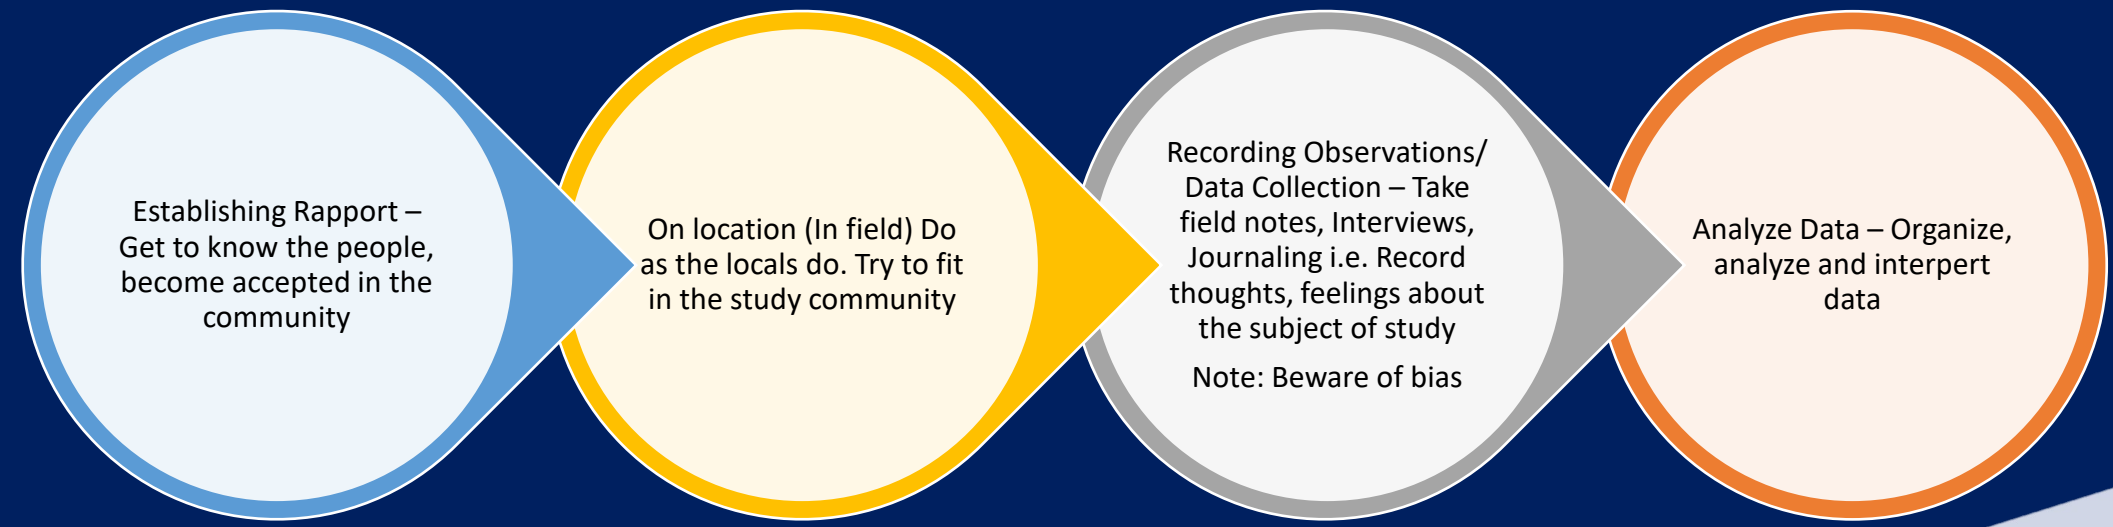 Establishing Rapport –
Get to know the people,
become accepted in the
community
On location (In field) Do
as the locals do. Try to fit
in the study community
Recording Observations/
Data Collection – Take
field notes, Interviews,
Journaling i.e. Record
thoughts, feelings about
the subject of study
Note: Beware of bias
Analyze Data – Organize,
analyze and interpert
data